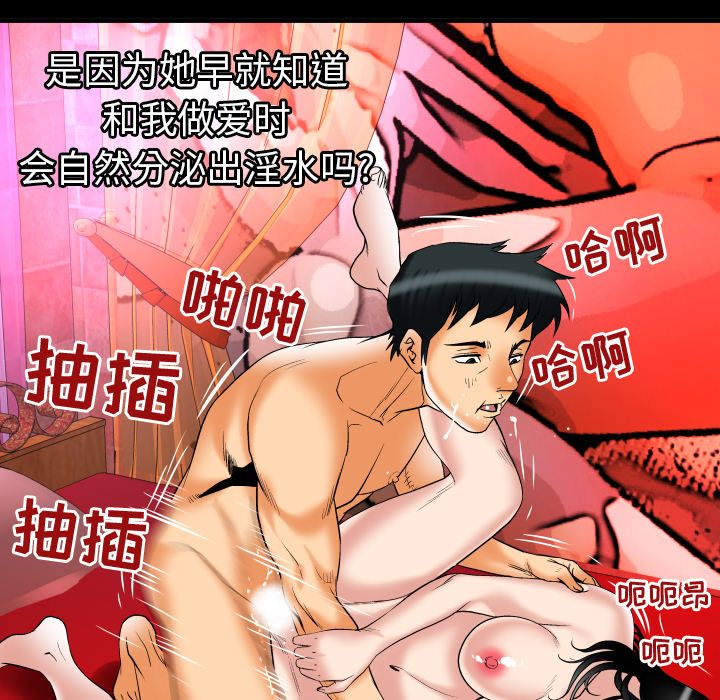 是因为她早就知道
和我做爱时
会自然分泌出淫水吗?
哈啊
啪啪
哈啊
抽插
抽插
呃呃昂
呃呃